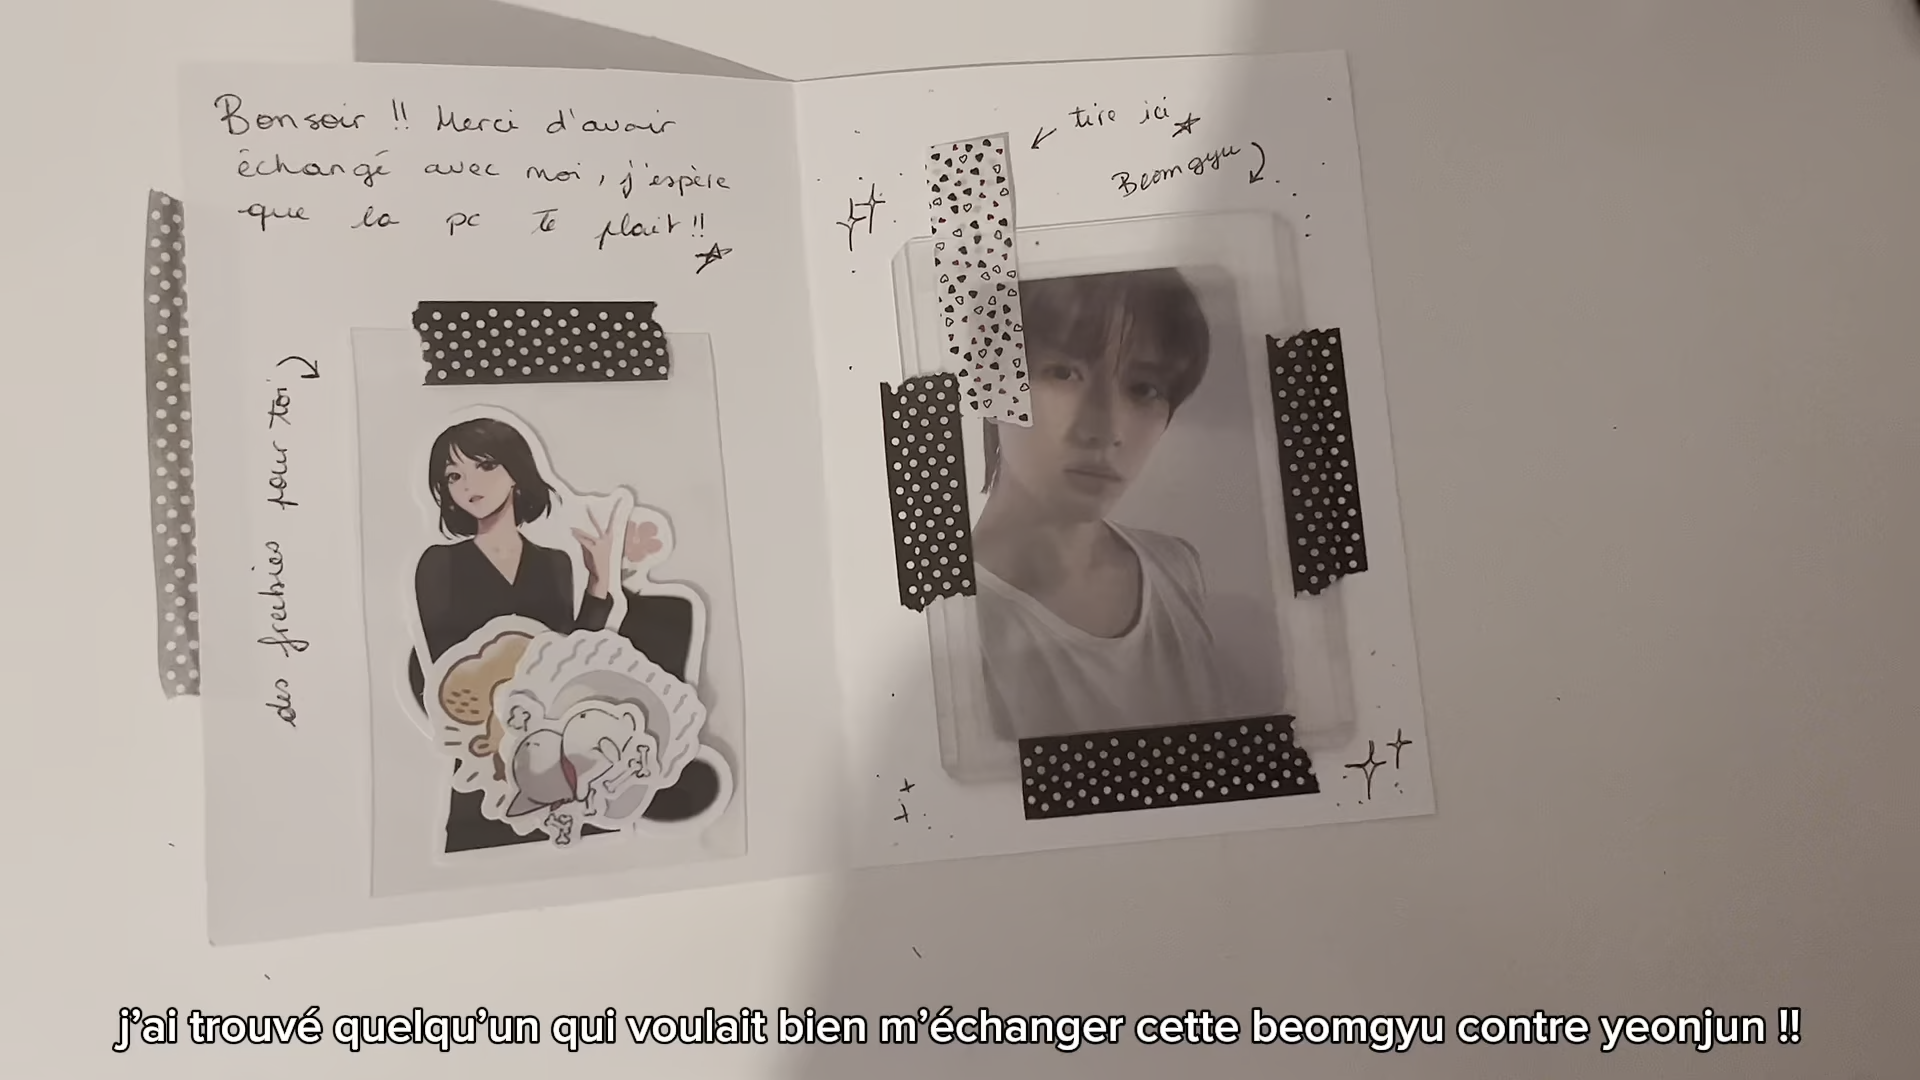 Bonsoir !! Merci d'avoir
échangé avec moi, j'espère
que la pc te plait !!
des freebies pour toi
tire ici
Beomgyu
j'ai trouvé quelqu'un qui voulait bien m'échanger cette beomgyu contre yeonjun !!